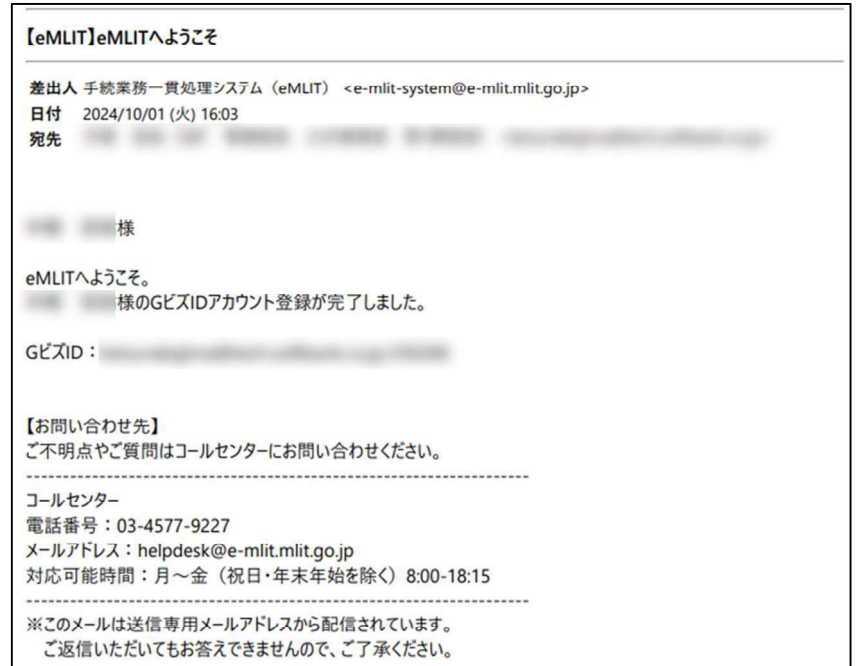 【eMLIT】eMLITへようこそ
差出人 手続業務一貫処理システム（eMLIT） <e-mlit-system@e-mlit.mlit.go.jp>
日付 2024/10/01 (火) 16:03
宛先
様
eMLITへようこそ。
様のGビズIDアカウント登録が完了しました。
GビズID：
【お問い合わせ先】
ご不明点やご質問はコールセンターにお問い合わせください。
--------------------------------------------------------------------
コールセンター
電話番号：03-4577-9227
メールアドレス：helpdesk@e-mlit.mlit.go.jp
対応可能時間：月～金（祝日・年末年始を除く）8:00-18:15
--------------------------------------------------------------------
※このメールは送信専用メールアドレスから配信されています。
ご返信いただいてもお答えできませんので、ご了承ください。